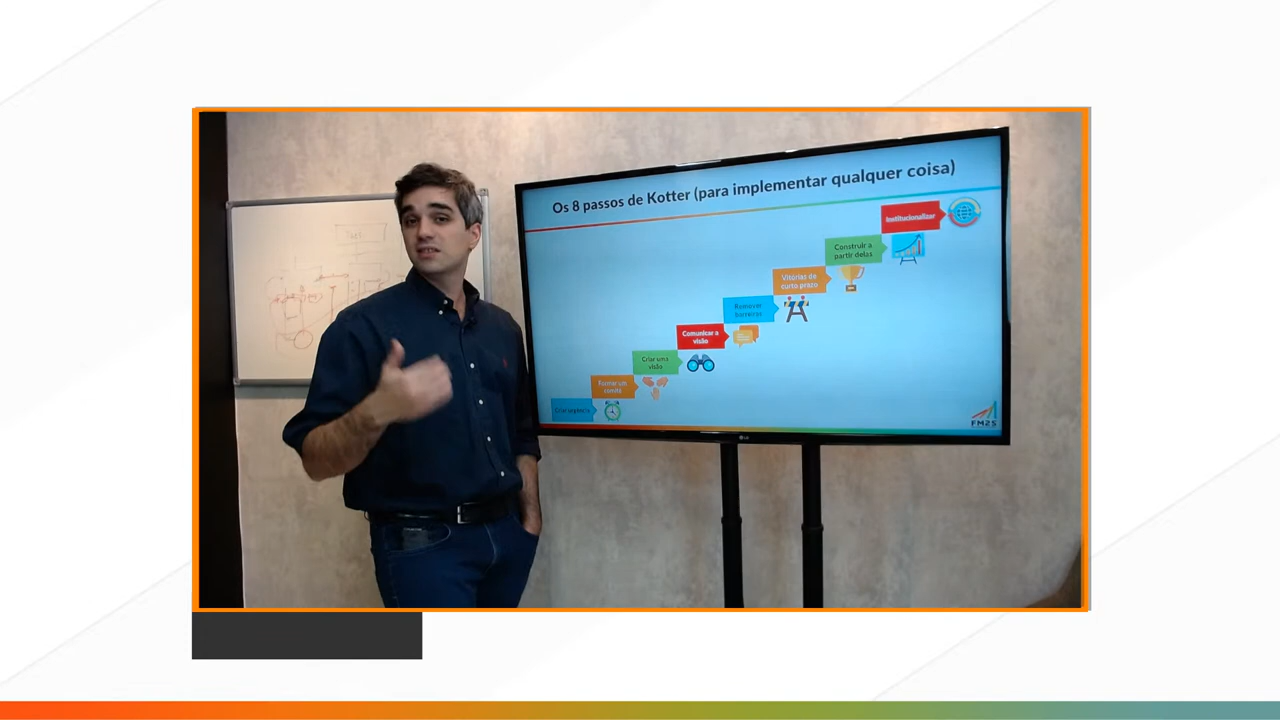 Os 8 passos de Kotter (para implementar qualquer coisa)
Institucionalizar
Construir a
partir delas
Vitórias de
curto prazo
Remover
barreiras
Comunicar a
visão
Criar uma
visão
Formar um
comitê
Criar
FM2S
LG